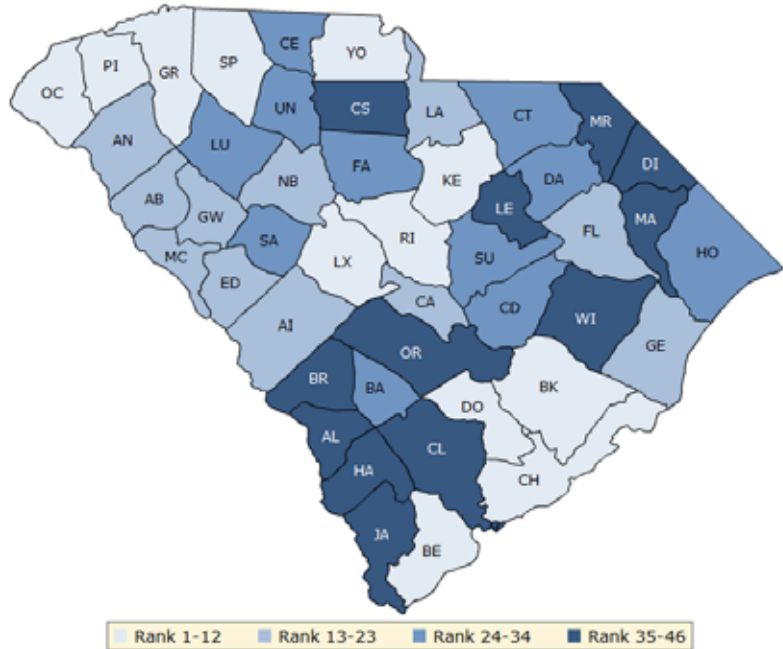 CE
YO
SP
PI
GR
OC
UN
CS
LA
CT
MR
AN
LU
DI
FA
NB
KE
DA
AB
LE
GW
MA
FL
SA
RI
HO
MC
LX
SU
ED
CA
CD
AI
WI
GE
OR
BR
BA
BK
DO
AL
CL
HA
CH
JA
BE
Rank 1-12 Rank 13-23 Rank 24-34 Rank 35-46